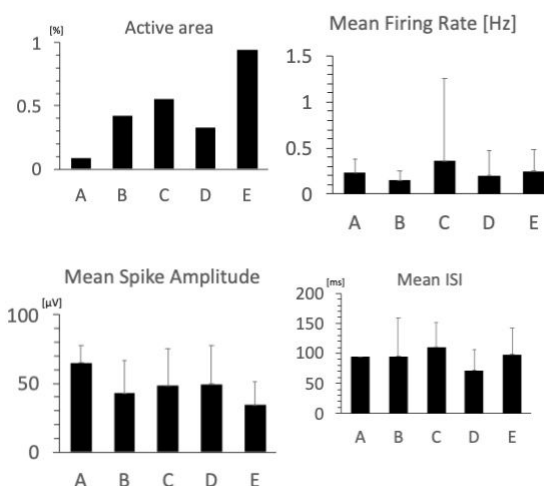 Active area
[%]
1
0.5
0
A B C D E
Mean Firing Rate [Hz]
1.5
1
0.5
0
A B C D E
Mean Spike Amplitude
[µV]
100
50
0
A B C D E
Mean ISI
[ms]
200
150
100
50
0
A B C D E